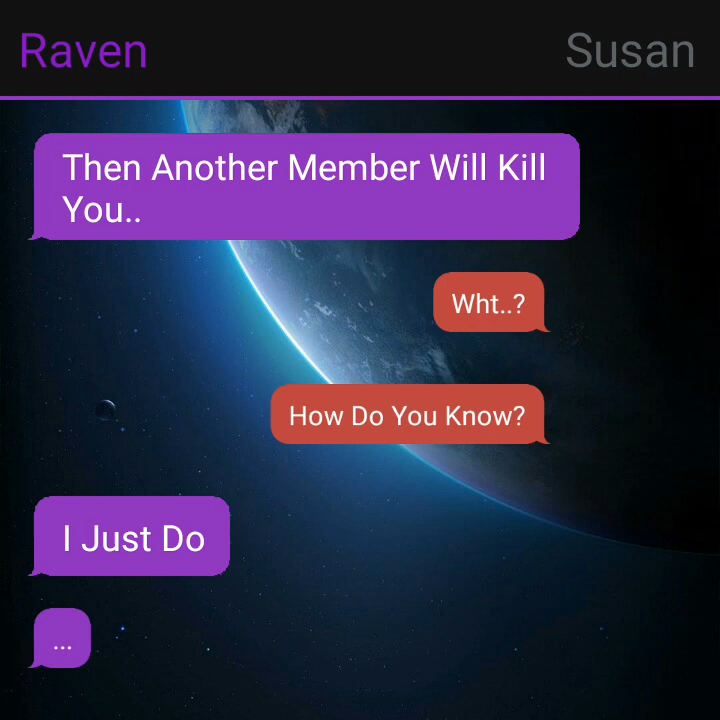 Raven
Susan
Then Another Member Will Kill
You..
Wht..?
How Do You Know?
I Just Do
...